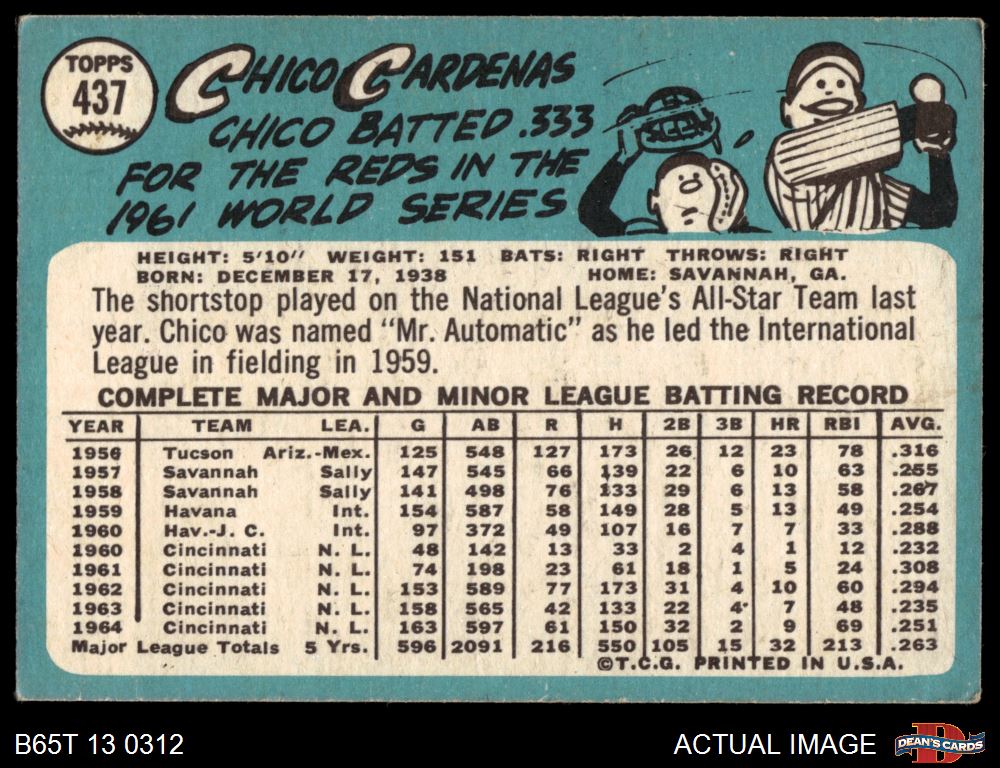 TOPPS
437
CHICO CARDENAS
CHICO BATTED .333
FOR THE REDS IN THE
1961 WORLD SERIES
HEIGHT: 5'10" WEIGHT: 151 BATS: RIGHT THROWS: RIGHT
BORN: DECEMBER 17, 1938 HOME: SAVANNAH, GA.
The shortstop played on the National League's All-Star Team last
year. Chico was named "Mr. Automatic" as he led the International
League in fielding in 1959.
COMPLETE MAJOR AND MINOR LEAGUE BATTING RECORD
YEAR TEAM LEA. G AB R H 2B 3B HR RBI AVG.
1956 Tucson Ariz.-Mex. 125 548 127 173 26 12 23 78 .316
1957 Savannah Sally 147 545 66 139 22 6 10 63 .255
1958 Savannah Sally 141 498 76 133 29 6 13 58 .267
1959 Havana Int. 154 587 58 149 28 5 13 49 .254
1960 Hav.-J. C. Int. 97 372 49 107 16 7 7 33 .288
1960 Cincinnati N. L. 48 142 13 33 2 4 1 12 .232
1961 Cincinnati N. L. 74 198 23 61 18 1 5 24 .308
1962 Cincinnati N. L. 153 589 77 173 31 4 10 60 .294
1963 Cincinnati N. L. 158 565 42 133 22 4 7 48 .235
1964 Cincinnati N. L. 163 597 61 150 32 2 9 69 .251
Major League Totals 5 Yrs. 596 2091 216 550 105 15 32 213 .263
©T.C.G. PRINTED IN U.S.A.
B65T 13 0312
ACTUAL IMAGE
DEAN'S CARDS